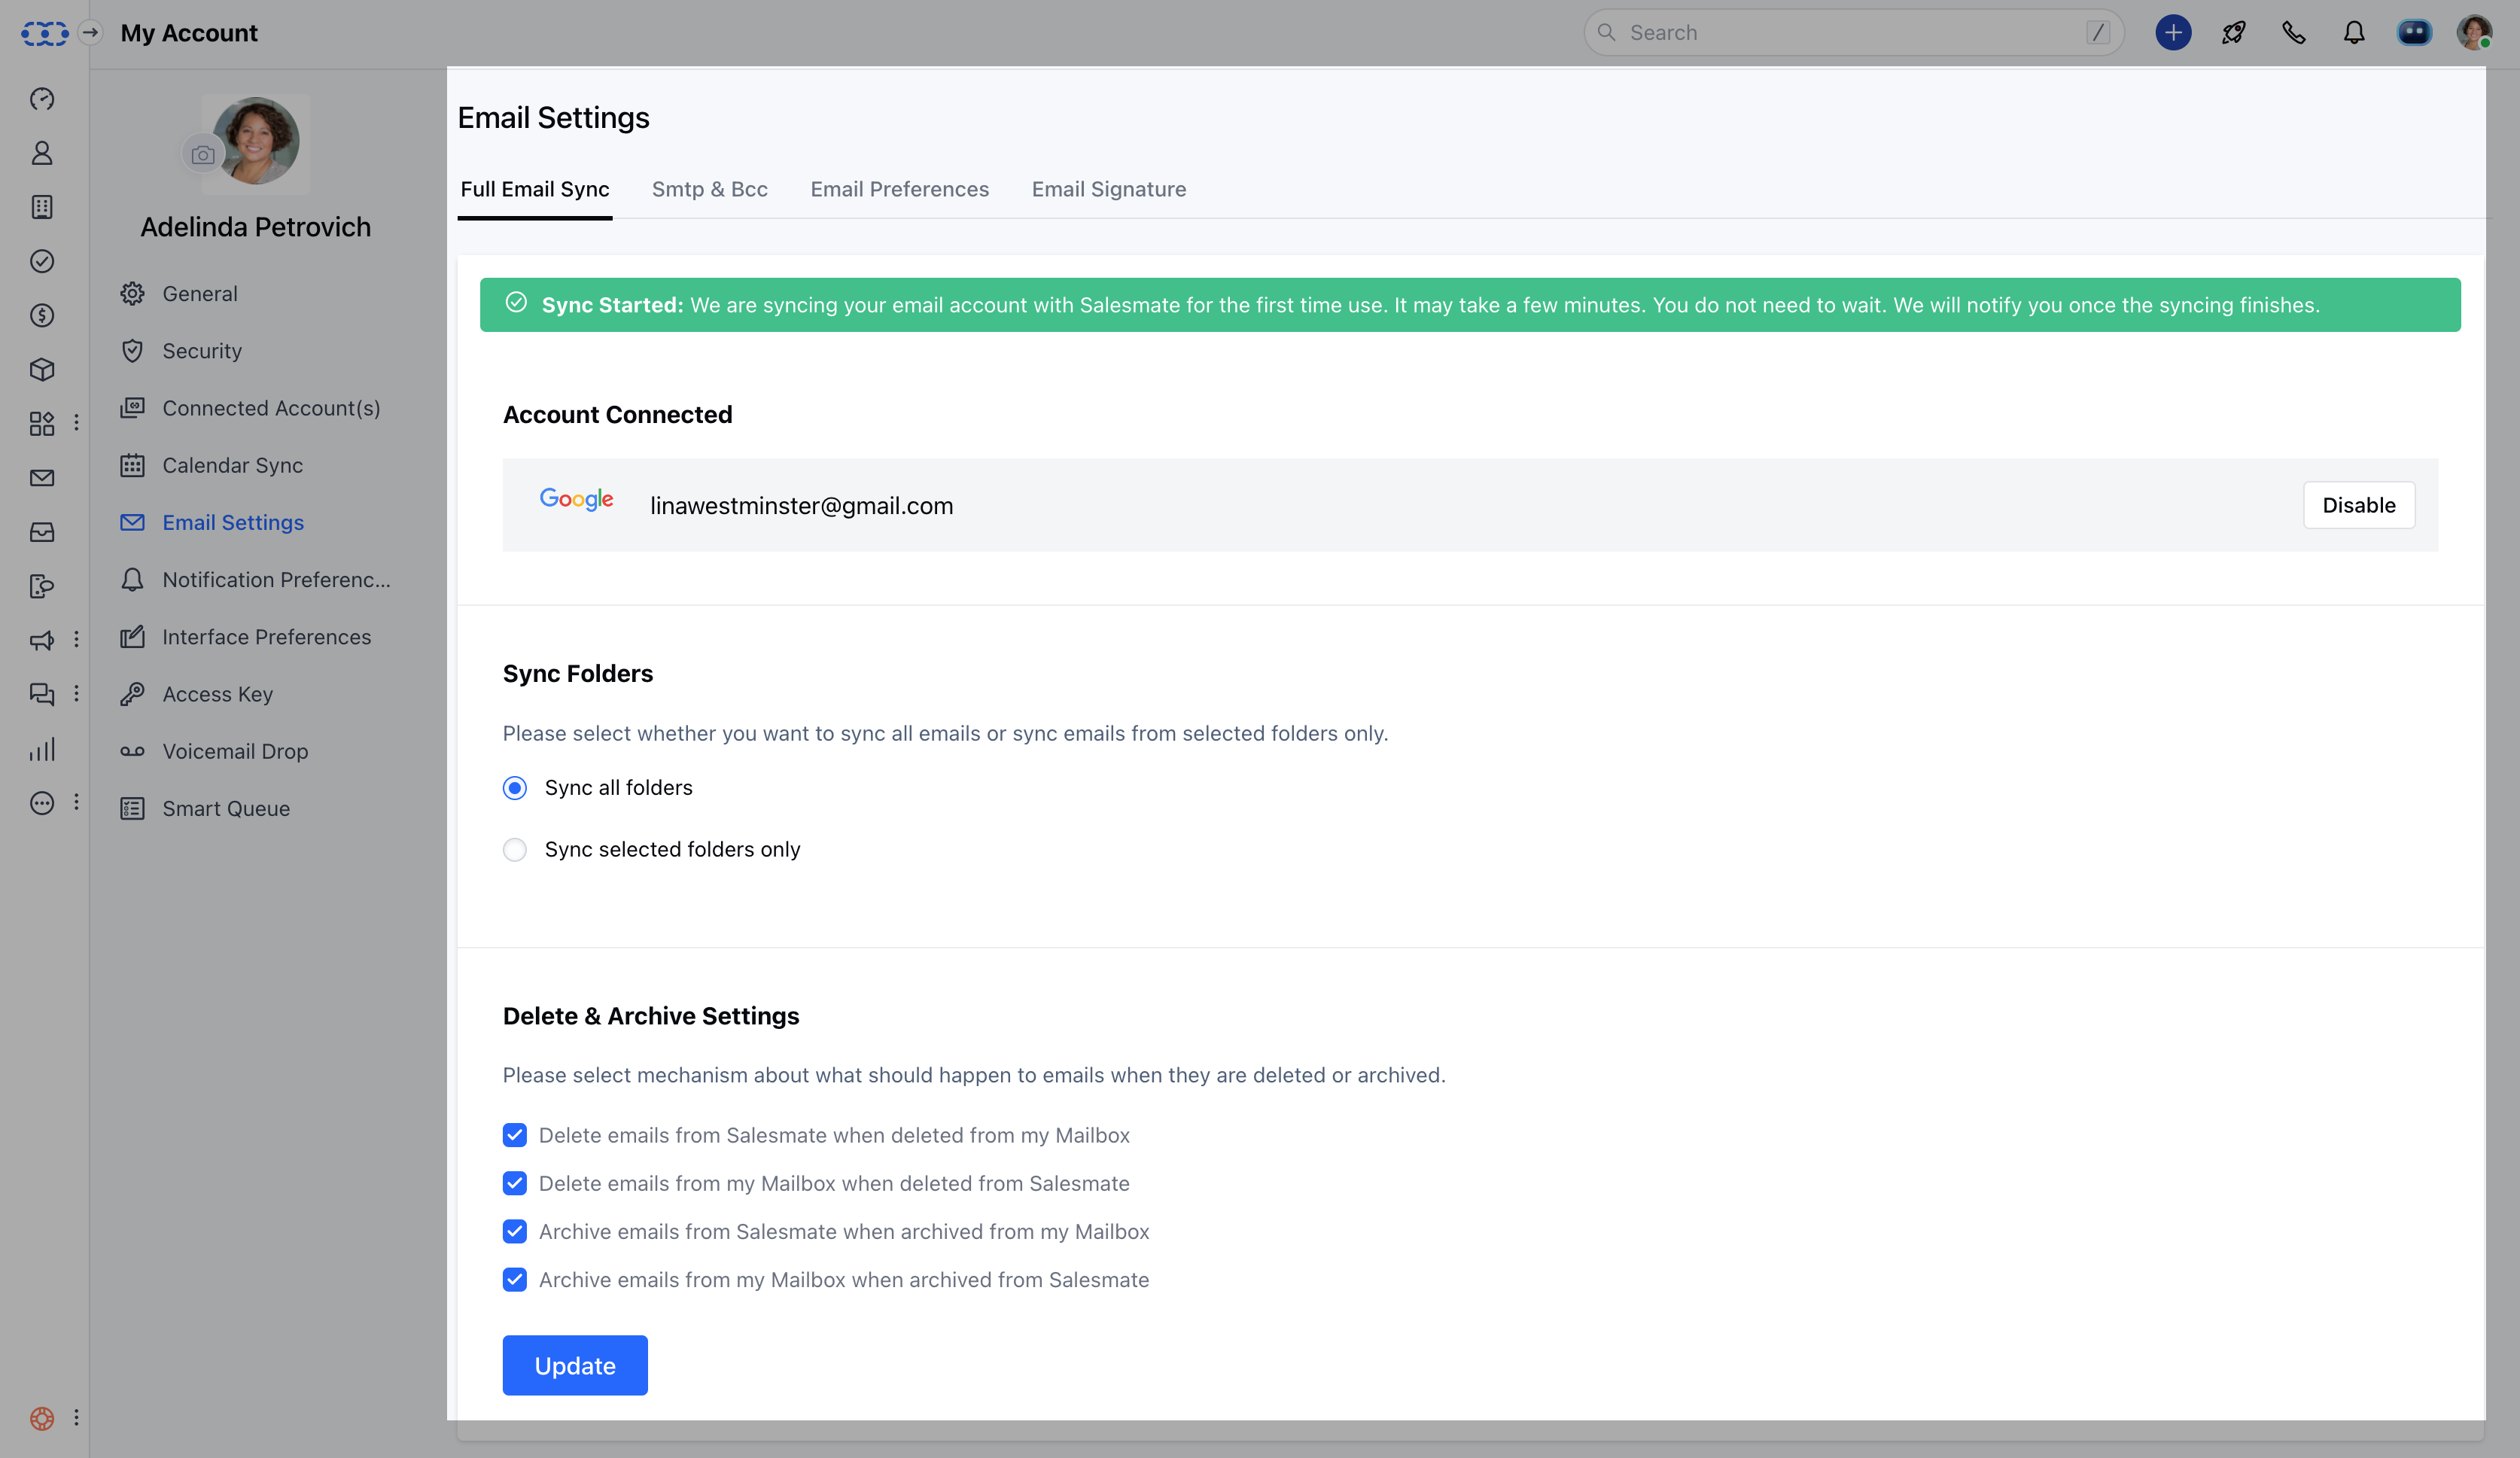 My Account
Search /
Adelinda Petrovich
General
Security
Connected Account(s)
Calendar Sync
Email Settings
Notification Preferenc...
Interface Preferences
Access Key
Voicemail Drop
Smart Queue
Email Settings
Full Email Sync Smtp & Bcc Email Preferences Email Signature
Sync Started: We are syncing your email account with Salesmate for the first time use. It may take a few minutes. You do not need to wait. We will notify you once the syncing finishes.
Account Connected
Google linawestminster@gmail.com Disable
Sync Folders
Please select whether you want to sync all emails or sync emails from selected folders only.
Sync all folders
Sync selected folders only
Delete & Archive Settings
Please select mechanism about what should happen to emails when they are deleted or archived.
Delete emails from Salesmate when deleted from my Mailbox
Delete emails from my Mailbox when deleted from Salesmate
Archive emails from Salesmate when archived from my Mailbox
Archive emails from my Mailbox when archived from Salesmate
Update